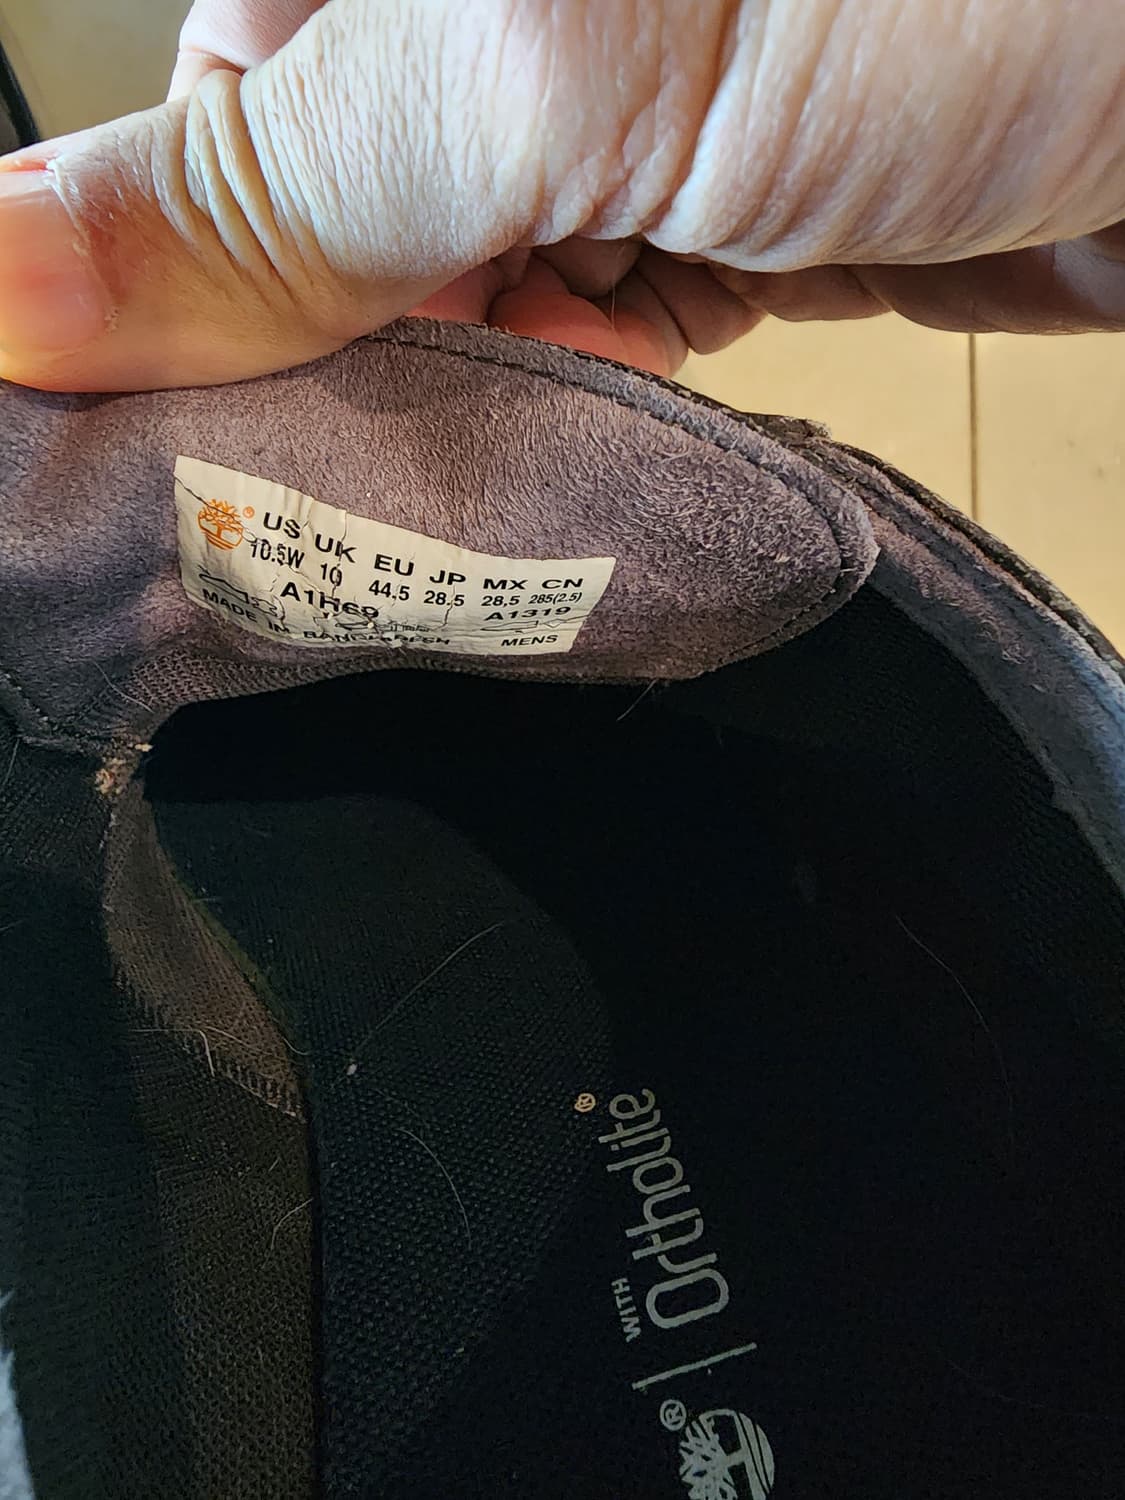 ® US UK EU JP MX CN
10.5W 10 44.5 28.5 28,5 285(2.5)
A1H69 A1319
MADE IN BANGLADESH MENS
® | WITH Ortholite®